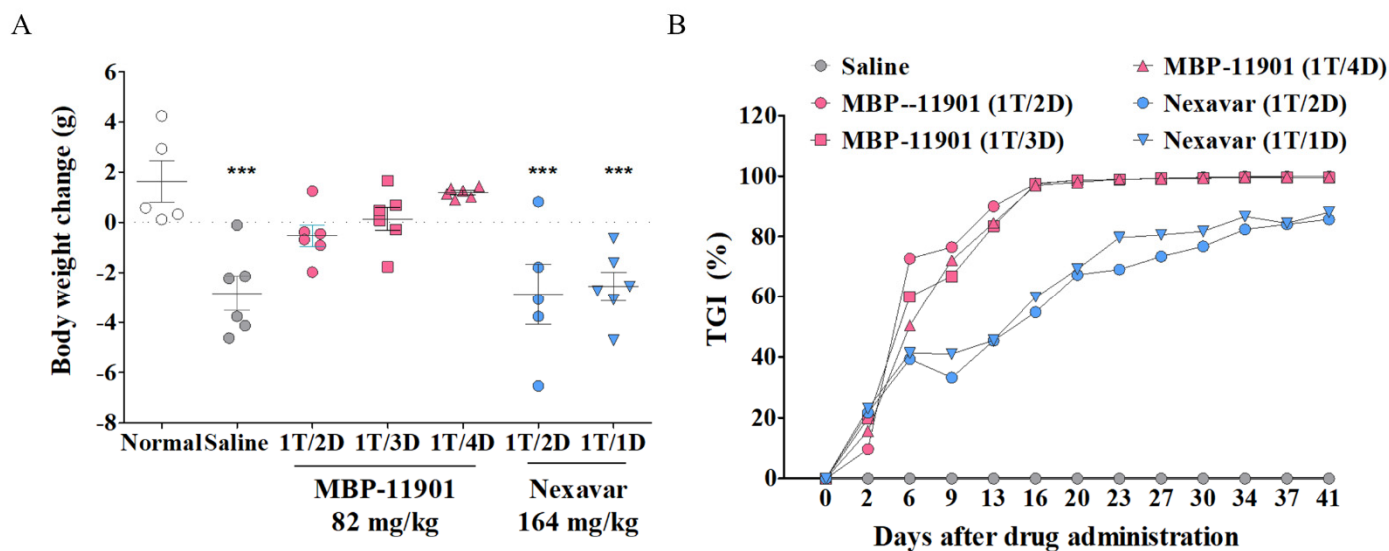 A
Body weight change (g)
6
4
2
0
-2
-4
-6
-8
*** *** ***
Normal Saline 1T/2D 1T/3D 1T/4D 1T/2D 1T/1D
MBP-11901 Nexavar
82 mg/kg 164 mg/kg
B
Saline
MBP--11901 (1T/2D)
MBP-11901 (1T/3D)
MBP-11901 (1T/4D)
Nexavar (1T/2D)
Nexavar (1T/1D)
TGI (%)
120
100
80
60
40
20
0
0 2 6 9 13 16 20 23 27 30 34 37 41
Days after drug administration